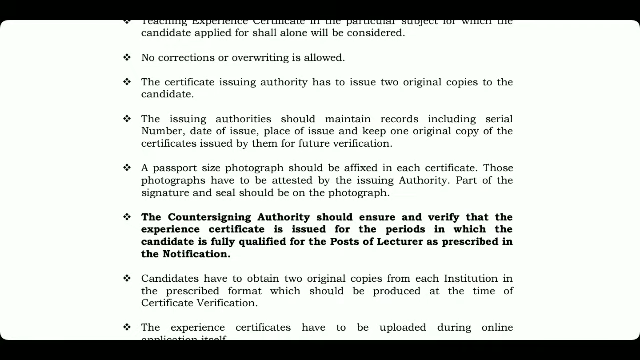 Teaching Experience Certificate in the particular subject for which the
candidate applied for shall alone will be considered.
❖ No corrections or overwriting is allowed.
❖ The certificate issuing authority has to issue two original copies to the
candidate.
❖ The issuing authorities should maintain records including serial
Number, date of issue, place of issue and keep one original copy of the
certificates issued by them for future verification.
❖ A passport size photograph should be affixed in each certificate. Those
photographs have to be attested by the issuing Authority. Part of the
signature and seal should be on the photograph.
❖ The Countersigning Authority should ensure and verify that the
experience certificate is issued for the periods in which the
candidate is fully qualified for the Posts of Lecturer as prescribed in
the Notification.
❖ Candidates have to obtain two original copies from each Institution in
the prescribed format which should be produced at the time of
Certificate Verification.
❖ The experience certificates have to be uploaded during online
application itself.